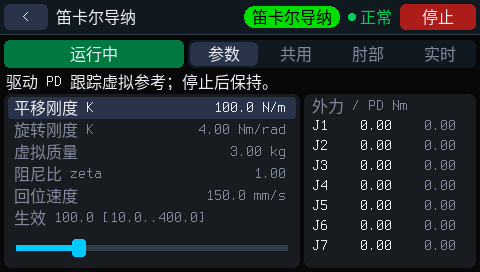 笛卡尔导纳 笛卡尔导纳 正常 停止
运行中 参数 共用 肘部 实时
驱动 PD 跟踪虚拟参考；停止后保持。
平移刚度 K 100.0 N/m
旋转刚度 K 4.00 Nm/rad
虚拟质量 3.00 kg
阻尼比 zeta 1.00
回位速度 150.0 mm/s
生效 100.0 [10.0..400.0]
外力 / PD Nm
J1 0.00 0.00
J2 0.00 0.00
J3 0.00 0.00
J4 0.00 0.00
J5 0.00 0.00
J6 0.00 0.00
J7 0.00 0.00